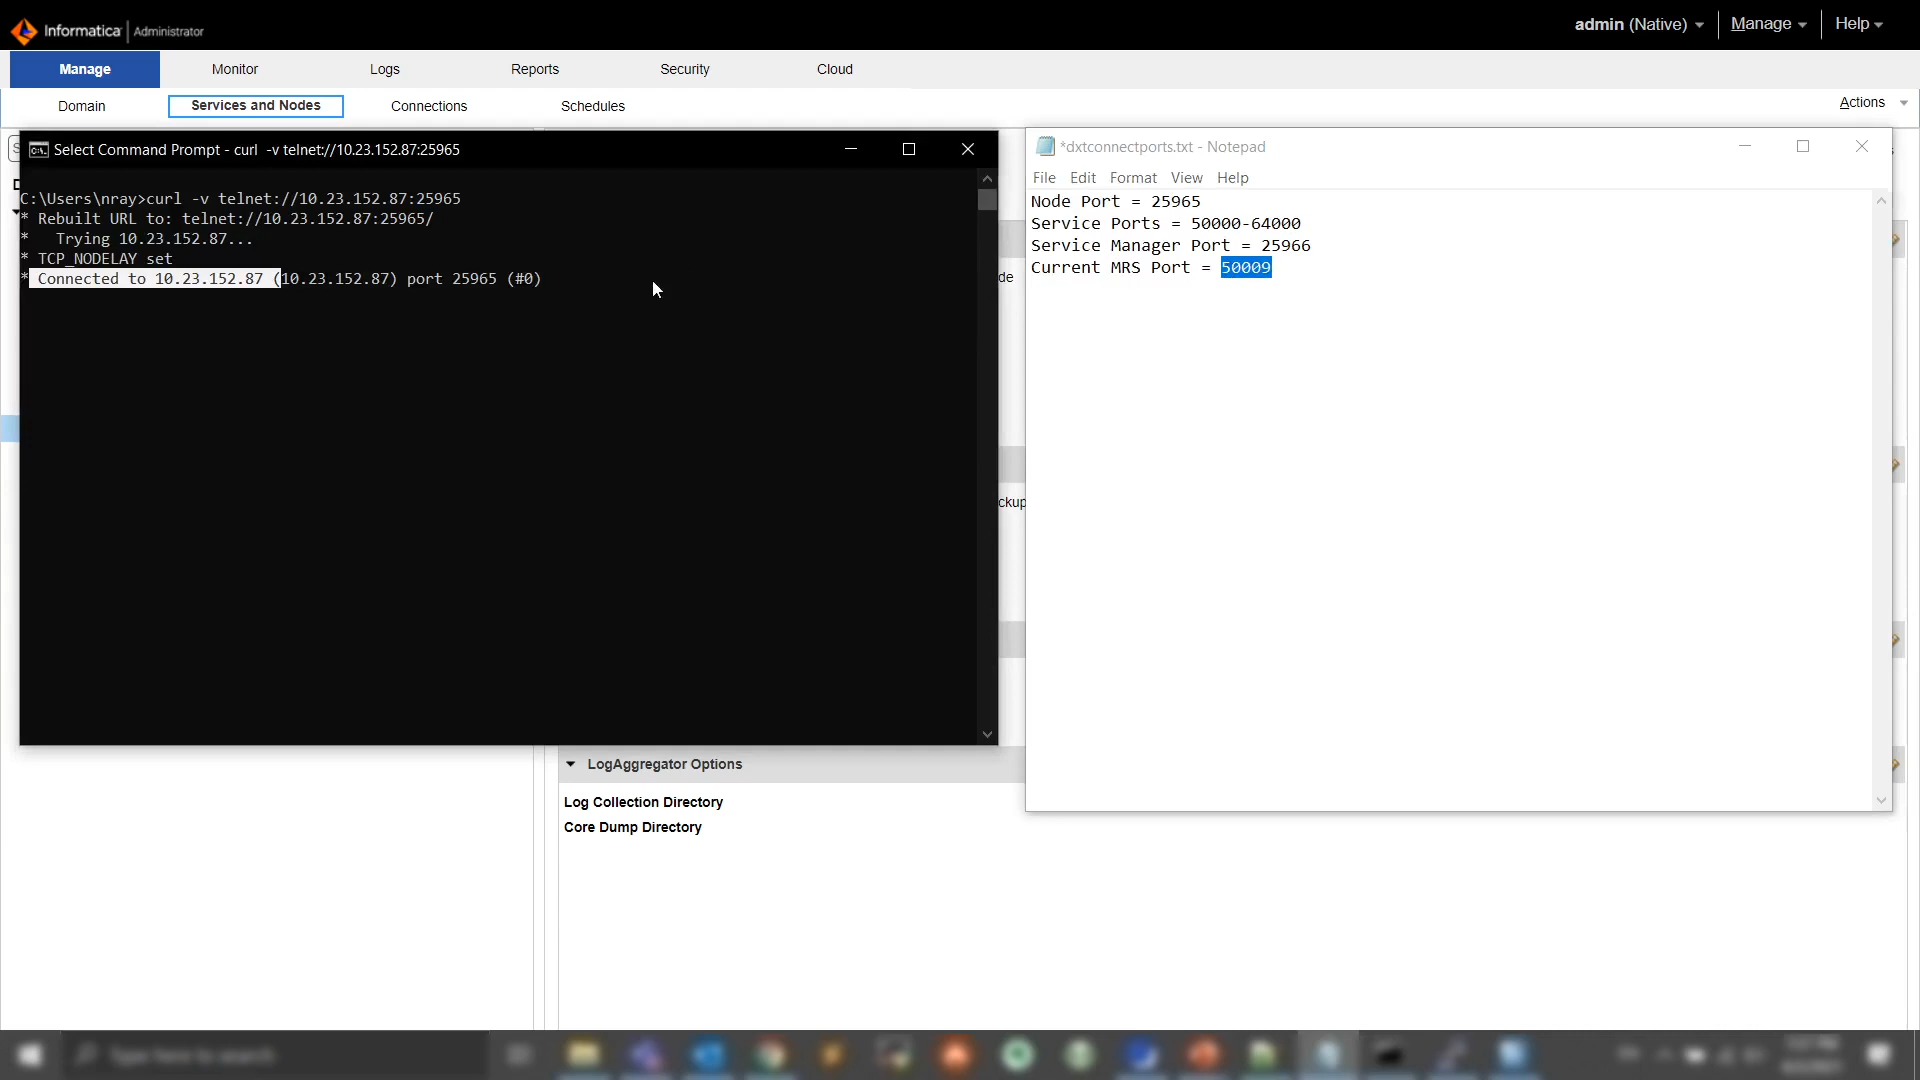 Informatica Administrator
admin (Native) Manage Help
Manage Monitor Logs Reports Security Cloud
Domain Services and Nodes Connections Schedules
Actions
Select Command Prompt - curl -v telnet://10.23.152.87:25965
C:\Users\nray>curl -v telnet://10.23.152.87:25965
* Rebuilt URL to: telnet://10.23.152.87:25965/
* Trying 10.23.152.87...
* TCP_NODELAY set
* Connected to 10.23.152.87 (10.23.152.87) port 25965 (#0)
*dxtconnectports.txt - Notepad
File Edit Format View Help
Node Port = 25965
Service Ports = 50000-64000
Service Manager Port = 25966
Current MRS Port = 50009
de
ckup
LogAggregator Options
Log Collection Directory
Core Dump Directory
Type here to search